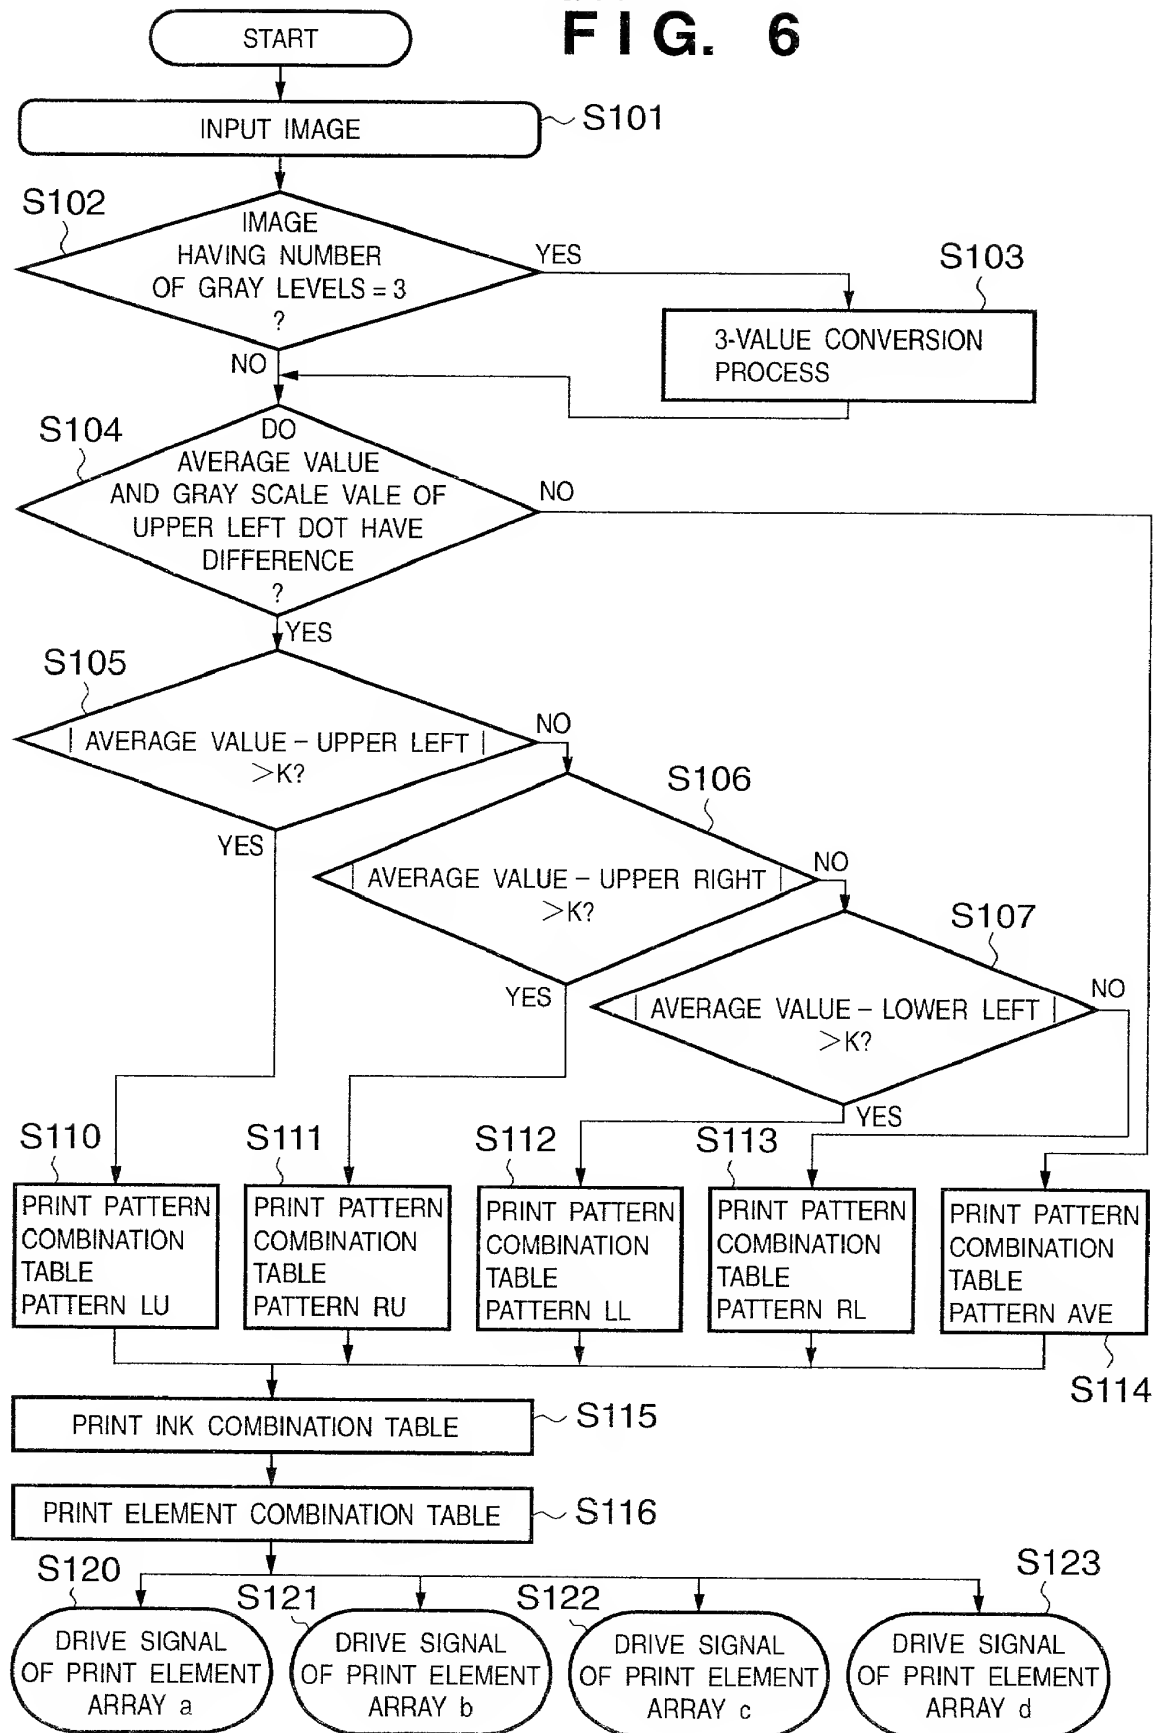 FIG. 6
START
INPUT IMAGE
S101
S102
IMAGE
HAVING NUMBER
OF GRAY LEVELS = 3
?
YES
NO
S103
3-VALUE CONVERSION
PROCESS
S104
DO
AVERAGE VALUE
AND GRAY SCALE VALE OF
UPPER LEFT DOT HAVE
DIFFERENCE
?
NO
YES
S105
| AVERAGE VALUE – UPPER LEFT |
>K?
NO
YES
S106
| AVERAGE VALUE – UPPER RIGHT |
>K?
NO
YES
S107
| AVERAGE VALUE – LOWER LEFT |
>K?
NO
YES
S110
PRINT PATTERN
COMBINATION
TABLE
PATTERN LU
S111
PRINT PATTERN
COMBINATION
TABLE
PATTERN RU
S112
PRINT PATTERN
COMBINATION
TABLE
PATTERN LL
S113
PRINT PATTERN
COMBINATION
TABLE
PATTERN RL
PRINT PATTERN
COMBINATION
TABLE
PATTERN AVE
S114
PRINT INK COMBINATION TABLE
S115
PRINT ELEMENT COMBINATION TABLE
S116
S120
DRIVE SIGNAL
OF PRINT ELEMENT
ARRAY a
S121
DRIVE SIGNAL
OF PRINT ELEMENT
ARRAY b
S122
DRIVE SIGNAL
OF PRINT ELEMENT
ARRAY c
S123
DRIVE SIGNAL
OF PRINT ELEMENT
ARRAY d